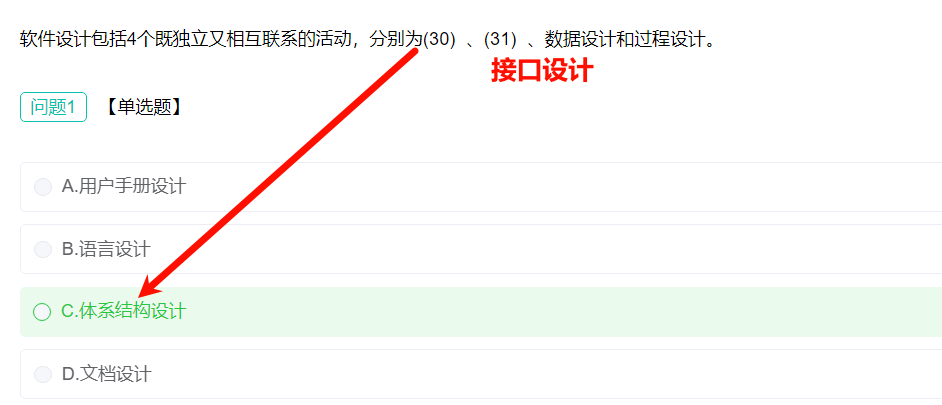 软件设计包括4个既独立又相互联系的活动，分别为(30）、(31）、数据设计和过程设计。
接口设计
问题1 【单选题】
A.用户手册设计
B.语言设计
C.体系结构设计
D.文档设计